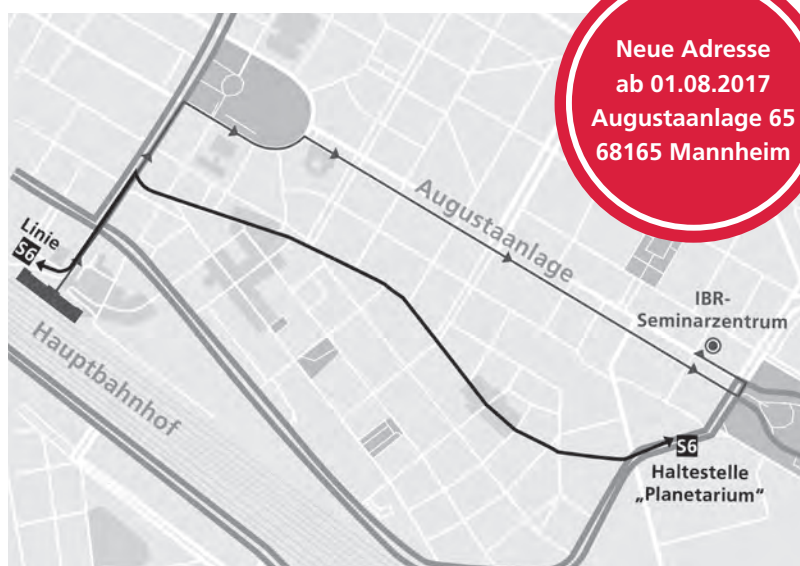 Neue Adresse
ab 01.08.2017
Augustaanlage 65
68165 Mannheim
Augustaanlage
Linie
S6
Hauptbahnhof
IBR-
Seminarzentrum
S6
Haltestelle
„Planetarium“